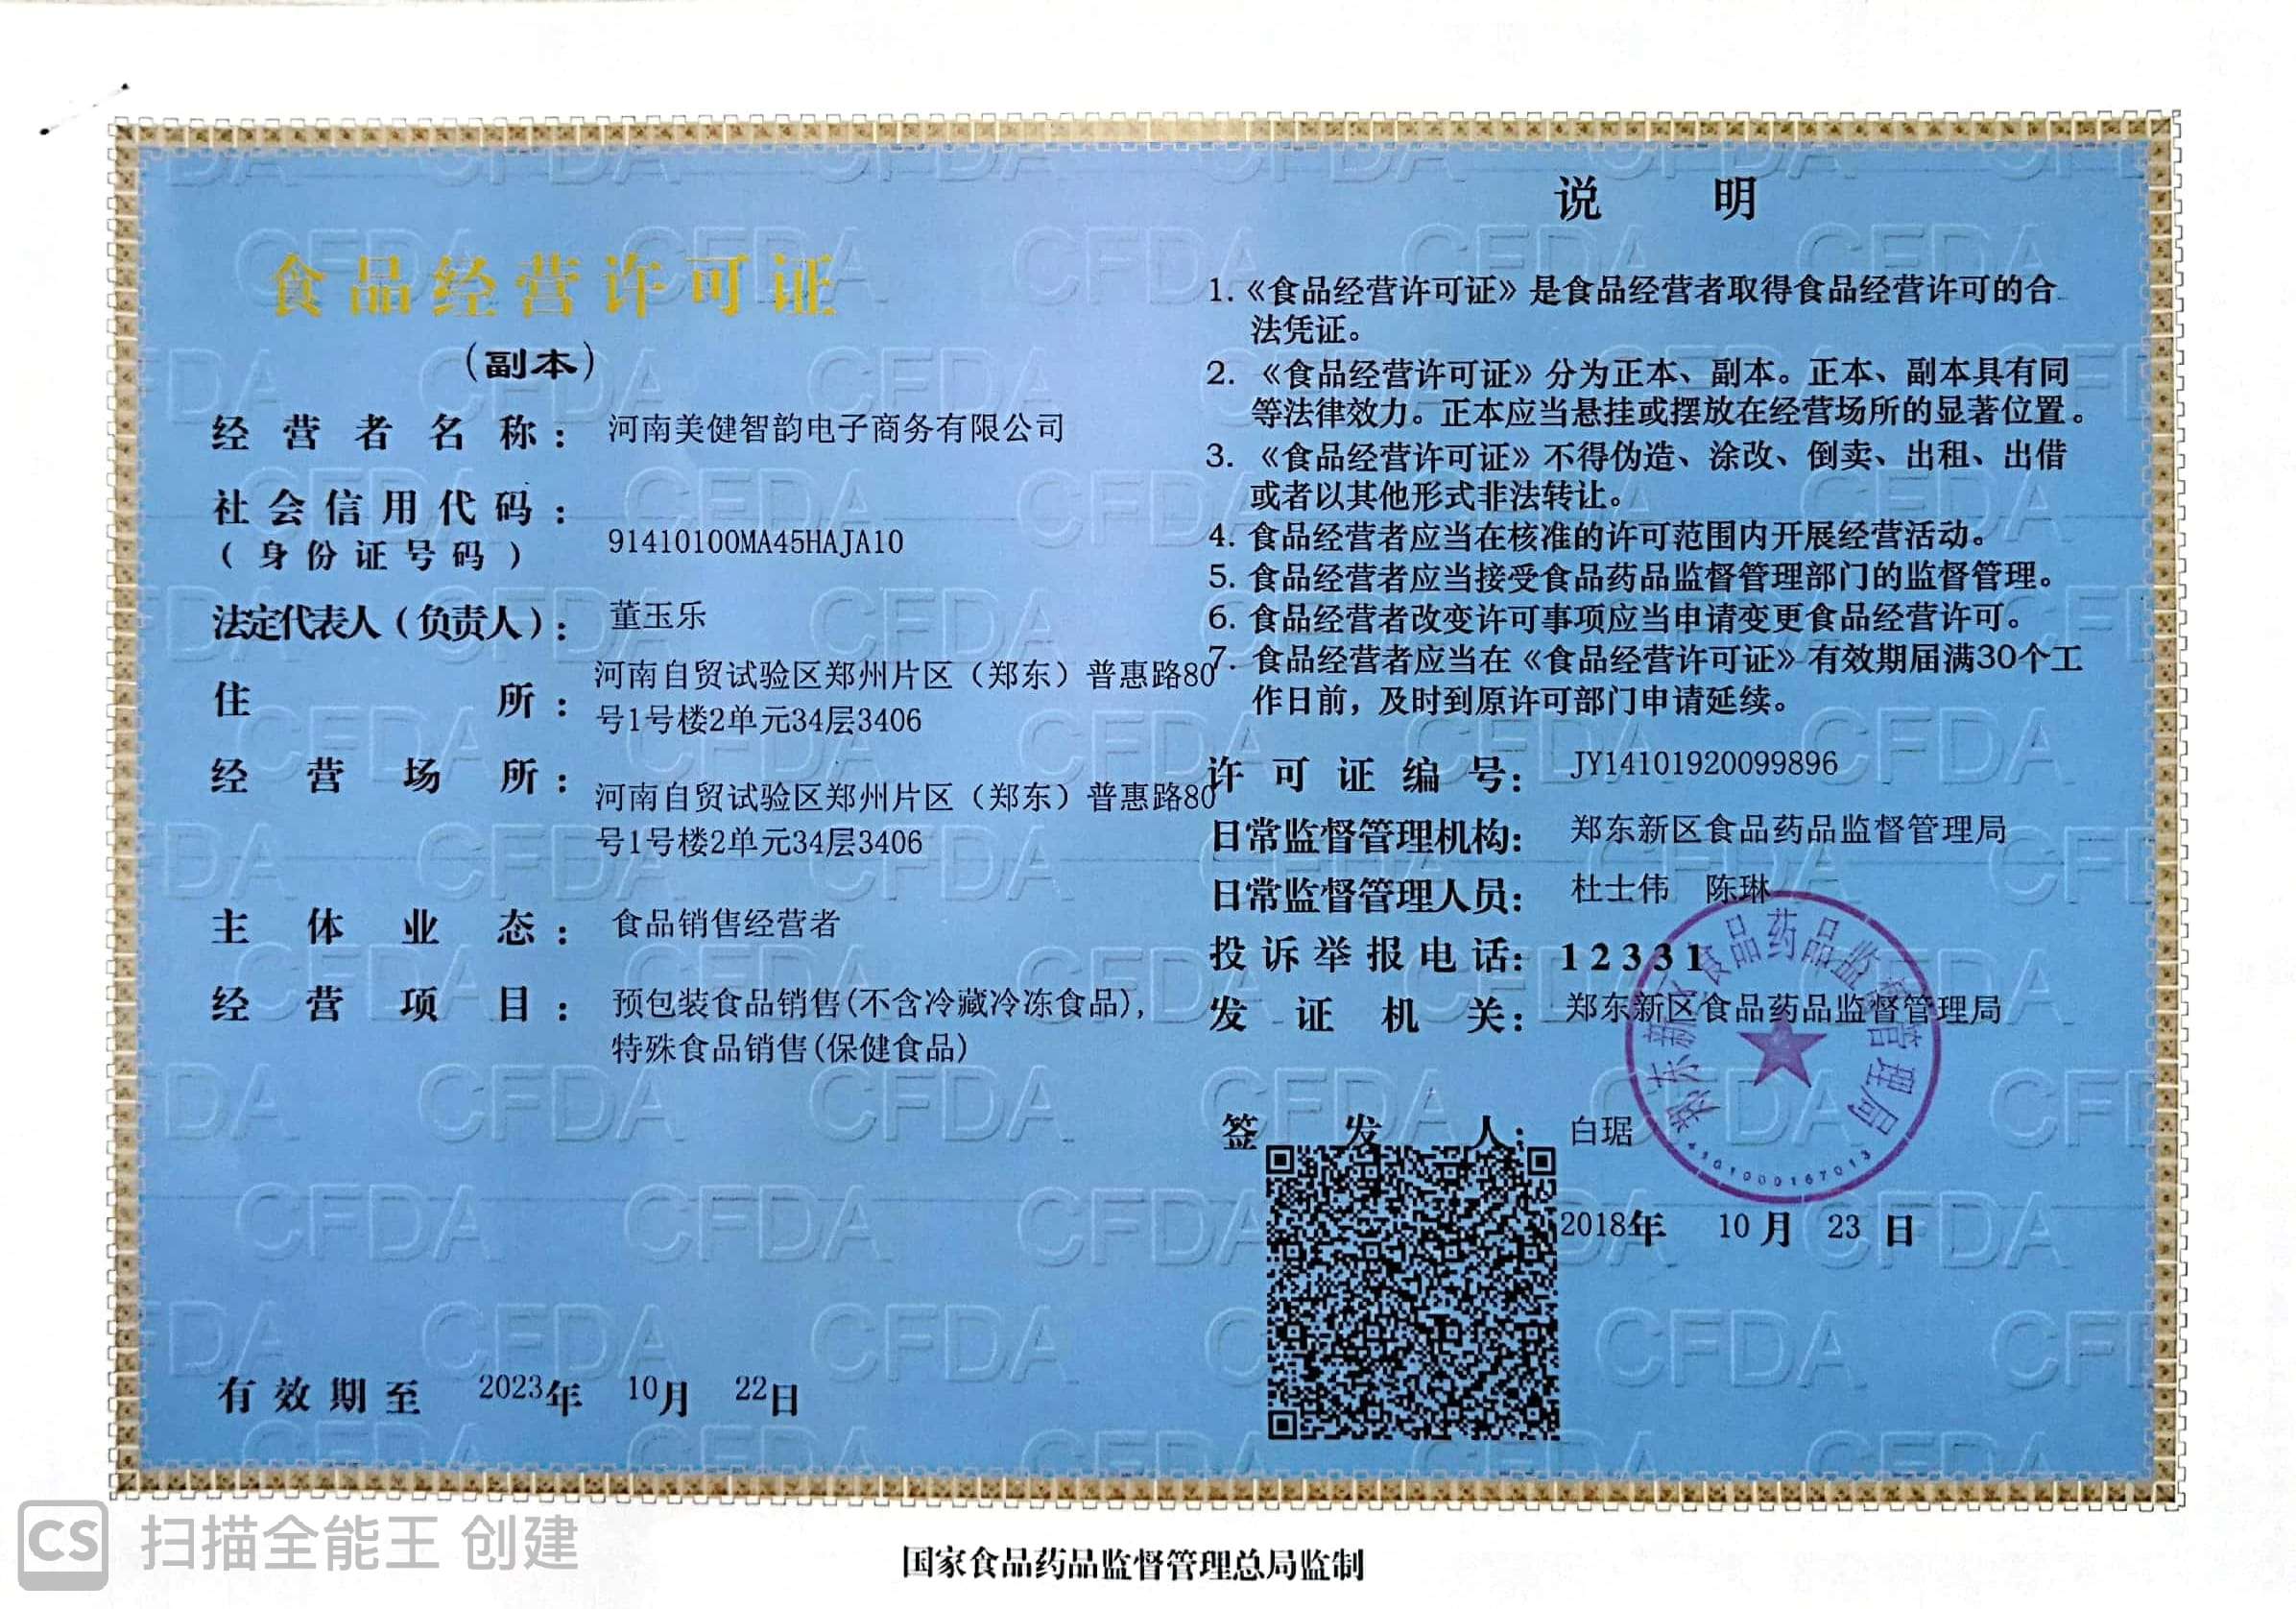 食品经营许可证
（副本）
经营者名称：河南美健智韵电子商务有限公司
社会信用代码：
（身份证号码） 91410100MA45HAJA10
法定代表人（负责人）：董玉乐
住所：河南自贸试验区郑州片区（郑东）普惠路80
号1号楼2单元34层3406
经营场所：河南自贸试验区郑州片区（郑东）普惠路80
号1号楼2单元34层3406
主体业态：食品销售经营者
经营项目：预包装食品销售(不含冷藏冷冻食品),
特殊食品销售(保健食品)
有效期至 2023年 10月 22日
说明
1.《食品经营许可证》是食品经营者取得食品经营许可的合
法凭证。
2.《食品经营许可证》分为正本、副本。正本、副本具有同
等法律效力。正本应当悬挂或摆放在经营场所的显著位置。
3.《食品经营许可证》不得伪造、涂改、倒卖、出租、出借
或者以其他形式非法转让。
4. 食品经营者应当在核准的许可范围内开展经营活动。
5. 食品经营者应当接受食品药品监督管理部门的监督管理。
6. 食品经营者改变许可事项应当申请变更食品经营许可。
7. 食品经营者应当在《食品经营许可证》有效期届满30个工
作日前，及时到原许可部门申请延续。
许可证编号：JY14101920099896
日常监督管理机构：郑东新区食品药品监督管理局
日常监督管理人员：杜士伟 陈琳
投诉举报电话：12331
发证机关：郑东新区食品药品监督管理局
签发人：白琚
郑东新区食品药品监督管理局
4101000167013
2018年 10月 23日
国家食品药品监督管理总局监制
CS 扫描全能王 创建
CFDA